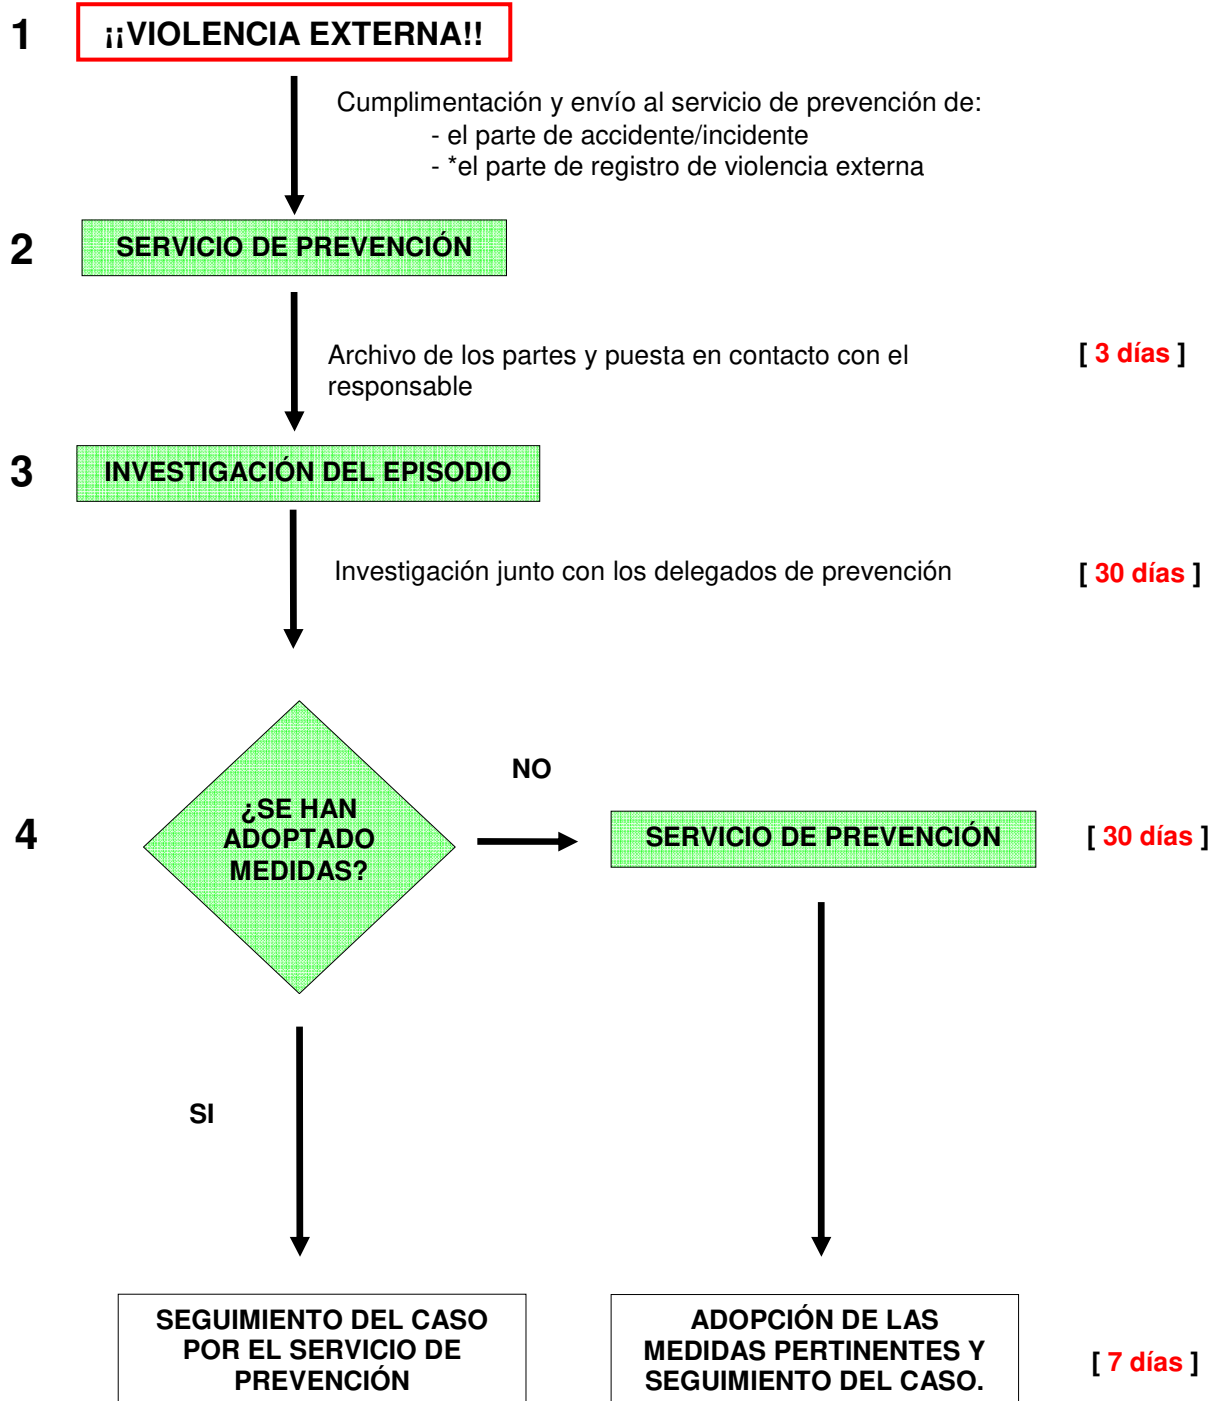 1
¡¡VIOLENCIA EXTERNA!!
Cumplimentación y envío al servicio de prevención de:
- el parte de accidente/incidente
- *el parte de registro de violencia externa
2
SERVICIO DE PREVENCIÓN
Archivo de los partes y puesta en contacto con el
responsable
[ 3 días ]
3
INVESTIGACIÓN DEL EPISODIO
Investigación junto con los delegados de prevención
[ 30 días ]
4
¿SE HAN
ADOPTADO
MEDIDAS?
NO
SERVICIO DE PREVENCIÓN
[ 30 días ]
SI
SEGUIMIENTO DEL CASO
POR EL SERVICIO DE
PREVENCIÓN
ADOPCIÓN DE LAS
MEDIDAS PERTINENTES Y
SEGUIMIENTO DEL CASO.
[ 7 días ]